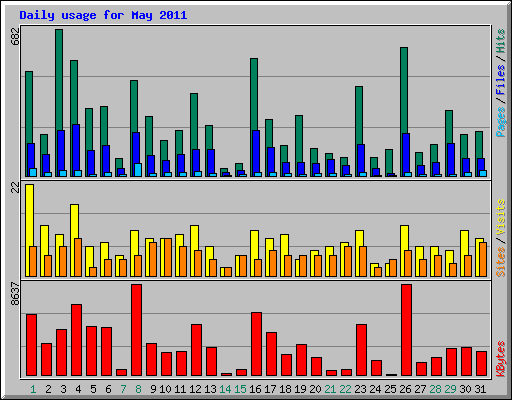 Daily usage for May 2011
682
Pages / Files / Hits
22
Sites / Visits
8637
KBytes
1 2 3 4 5 6 7 8 9 10 11 12 13 14 15 16 17 18 19 20 21 22 23 24 25 26 27 28 29 30 31